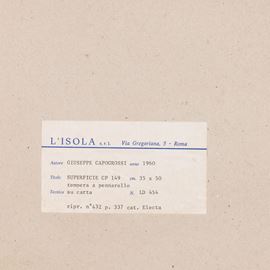 L'ISOLA s.r.l. Via Gregoriana, 5 - Roma
Autore GIUSEPPE CAPOGROSSI anno 1960
Titolo SUPERFICIE CP 149 cm. 35 x 50
tempera a pennarello
Tecnica su carta N. LD 454
ripr. n°432 p. 337 cat. Electa